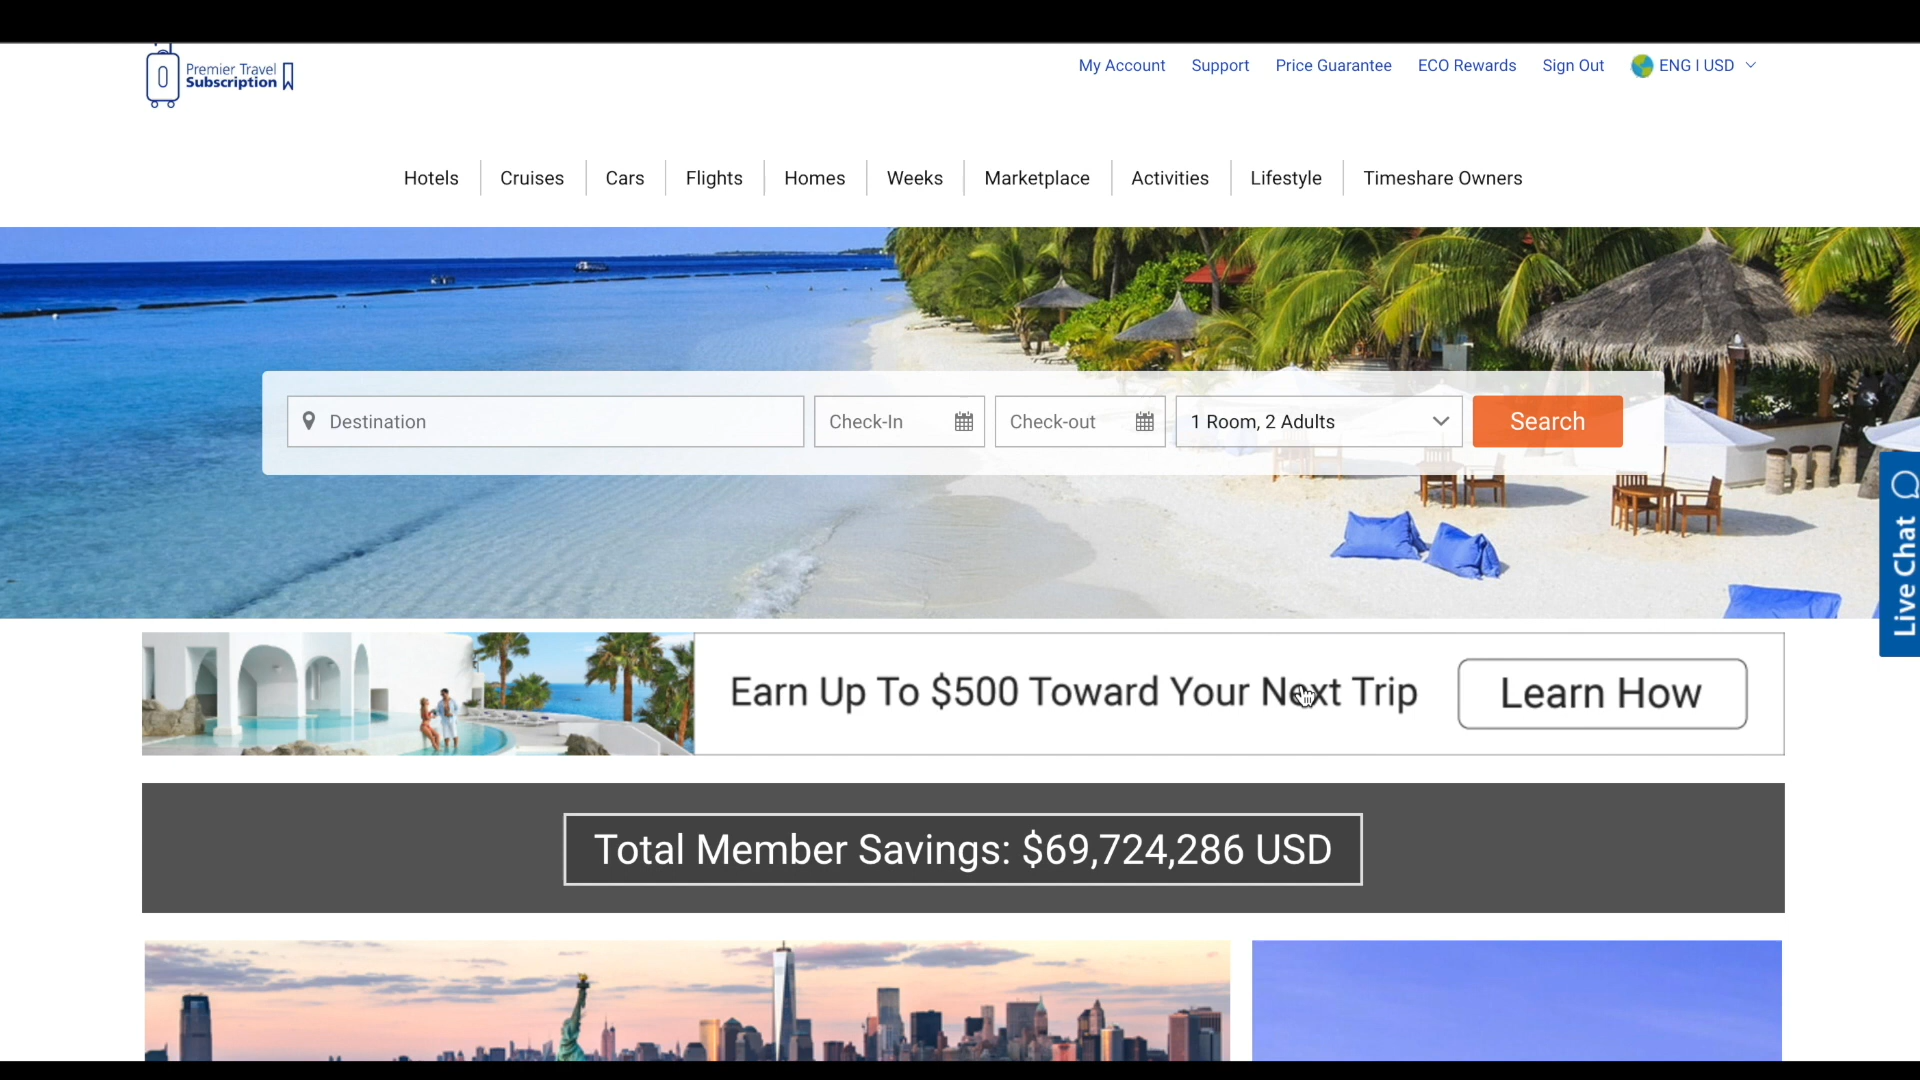 Premier Travel
Subscription
My Account
Support
Price Guarantee
ECO Rewards
Sign Out
ENG I USD
Hotels
Cruises
Cars
Flights
Homes
Weeks
Marketplace
Activities
Lifestyle
Timeshare Owners
Destination
Check-In
Check-out
1 Room, 2 Adults
Search
Live Chat
Earn Up To $500 Toward Your Next Trip
Learn How
Total Member Savings: $69,724,286 USD